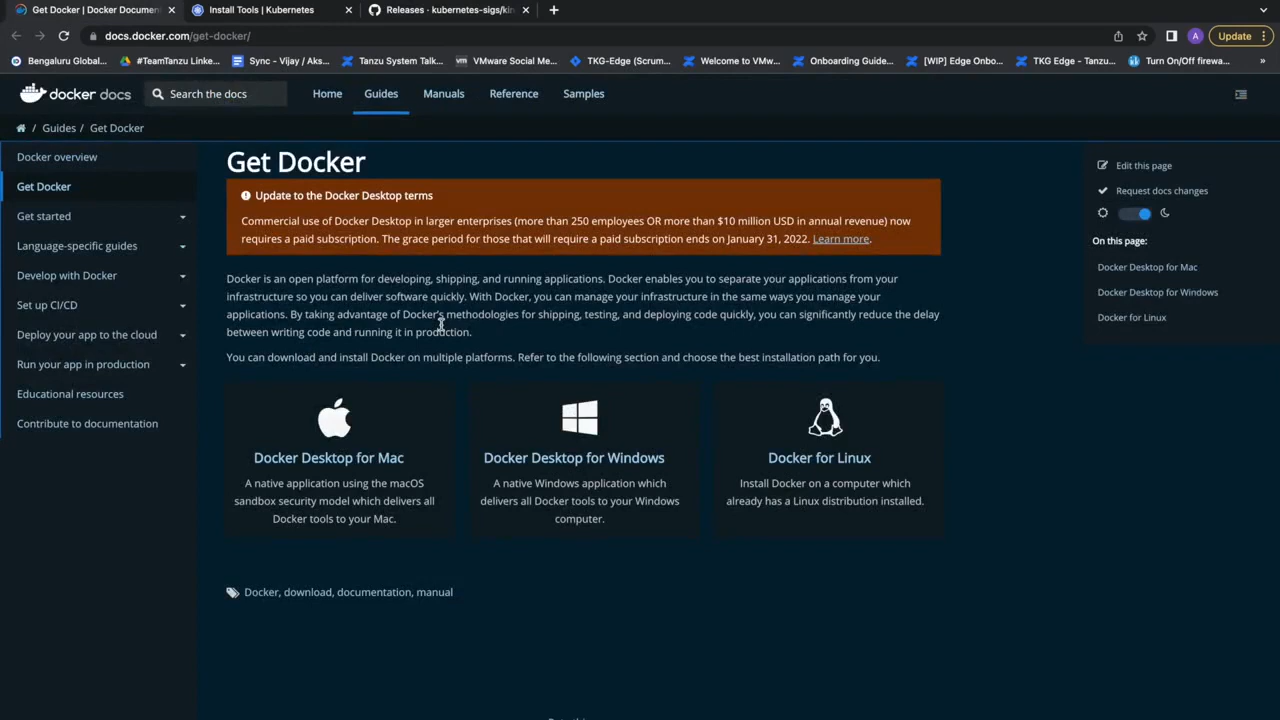 Get Docker | Docker Documen
Install Tools | Kubernetes
Releases · kubernetes-sigs/kin
docs.docker.com/get-docker/
A
Update
Bengaluru Global...
#TeamTanzu Linke...
Sync - Vijay / Aks...
Tanzu System Talk...
vm VMware Social Me...
TKG-Edge (Scrum...
Welcome to VMw...
Onboarding Guide...
[WIP] Edge Onbo...
TKG Edge - Tanzu...
Turn On/Off firewa...
»
docker docs
Search the docs
Home
Guides
Manuals
Reference
Samples
/ Guides / Get Docker
Docker overview
Get Docker
Get started
Language-specific guides
Develop with Docker
Set up CI/CD
Deploy your app to the cloud
Run your app in production
Educational resources
Contribute to documentation
Get Docker
Update to the Docker Desktop terms
Commercial use of Docker Desktop in larger enterprises (more than 250 employees OR more than $10 million USD in annual revenue) now
requires a paid subscription. The grace period for those that will require a paid subscription ends on January 31, 2022. Learn more.
Docker is an open platform for developing, shipping, and running applications. Docker enables you to separate your applications from your
infrastructure so you can deliver software quickly. With Docker, you can manage your infrastructure in the same ways you manage your
applications. By taking advantage of Docker's methodologies for shipping, testing, and deploying code quickly, you can significantly reduce the delay
between writing code and running it in production.
You can download and install Docker on multiple platforms. Refer to the following section and choose the best installation path for you.
Docker Desktop for Mac
A native application using the macOS
sandbox security model which delivers all
Docker tools to your Mac.
Docker Desktop for Windows
A native Windows application which
delivers all Docker tools to your Windows
computer.
Docker for Linux
Install Docker on a computer which
already has a Linux distribution installed.
Docker, download, documentation, manual
Edit this page
Request docs changes
On this page:
Docker Desktop for Mac
Docker Desktop for Windows
Docker for Linux